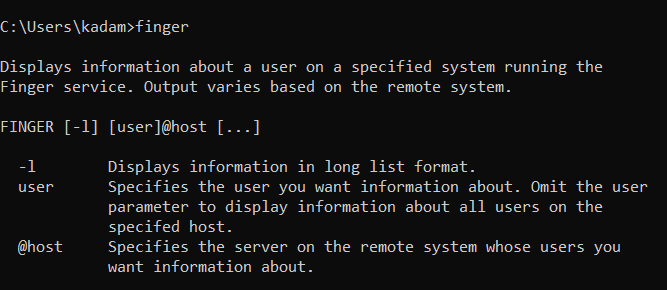 C:\Users\kadam>finger
Displays information about a user on a specified system running the
Finger service. Output varies based on the remote system.
FINGER [-l] [user]@host [...]
-l Displays information in long list format.
user Specifies the user you want information about. Omit the user
parameter to display information about all users on the
specifed host.
@host Specifies the server on the remote system whose users you
want information about.